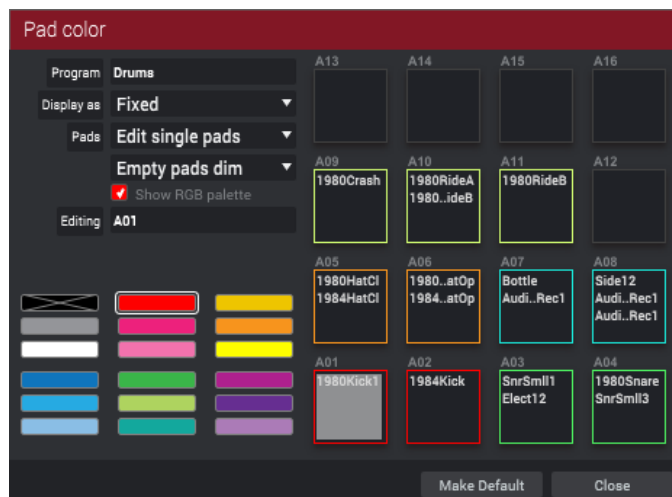 Pad color
Program Drums
Display as Fixed
Pads Edit single pads
Empty pads dim
Show RGB palette
Editing A01
A13 A14 A15 A16
A09 A10 A11 A12
1980Crash 1980RideA 1980RideB
1980..ideB
A05 A06 A07 A08
1980HatCl 1980..atOp Bottle Side12
1984HatCl 1984..atOp Audi..Rec1 Audi..Rec1
Audi..Rec1
A01 A02 A03 A04
1980Kick1 1984Kick SnrSmll1 1980Snare
Elect12 SnrSmll3
Make Default Close